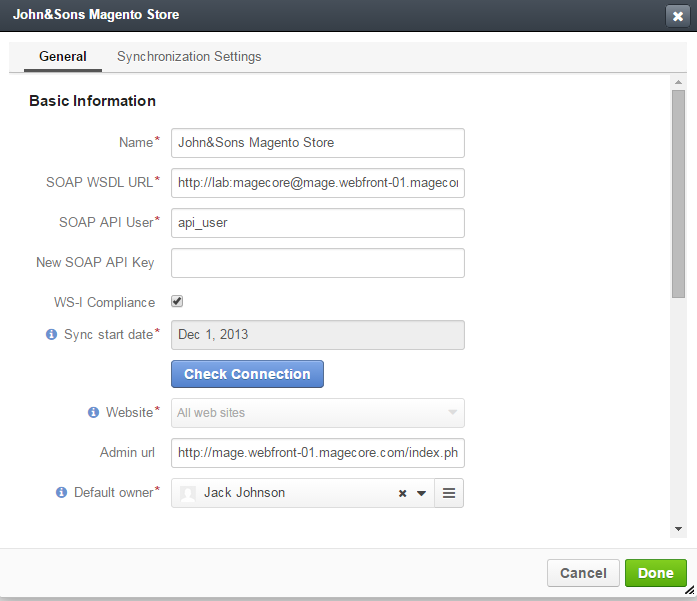 John&Sons Magento Store
General Synchronization Settings
Basic Information
Name* John&Sons Magento Store
SOAP WSDL URL* http://lab:magecore@mage.webfront-01.magecor
SOAP API User* api_user
New SOAP API Key
WS-I Compliance
Sync start date* Dec 1, 2013
Check Connection
Website* All web sites
Admin url http://mage.webfront-01.magecore.com/index.ph
Default owner* Jack Johnson
Cancel Done